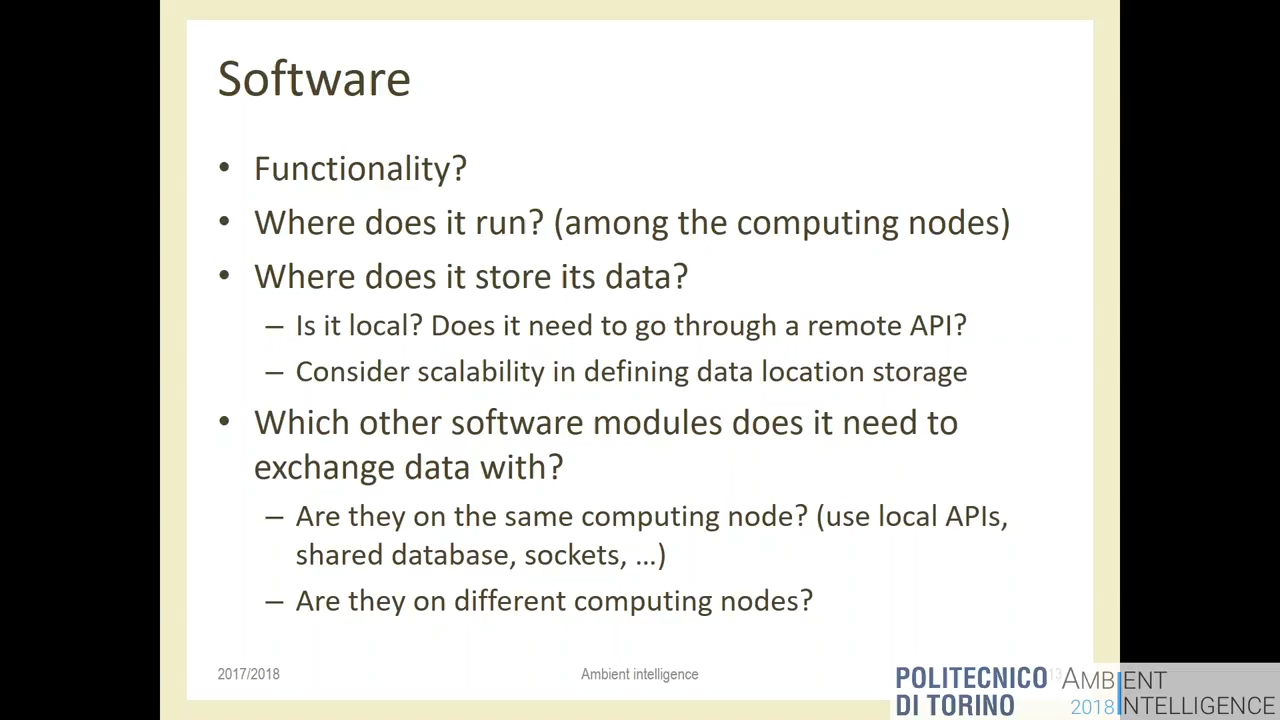 Software
• Functionality?
• Where does it run? (among the computing nodes)
• Where does it store its data?
– Is it local? Does it need to go through a remote API?
– Consider scalability in defining data location storage
• Which other software modules does it need to
exchange data with?
– Are they on the same computing node? (use local APIs,
shared database, sockets, …)
– Are they on different computing nodes?
2017/2018
Ambient intelligence
13
POLITECNICO
DI TORINO
AMBIENT
2018 INTELLIGENCE